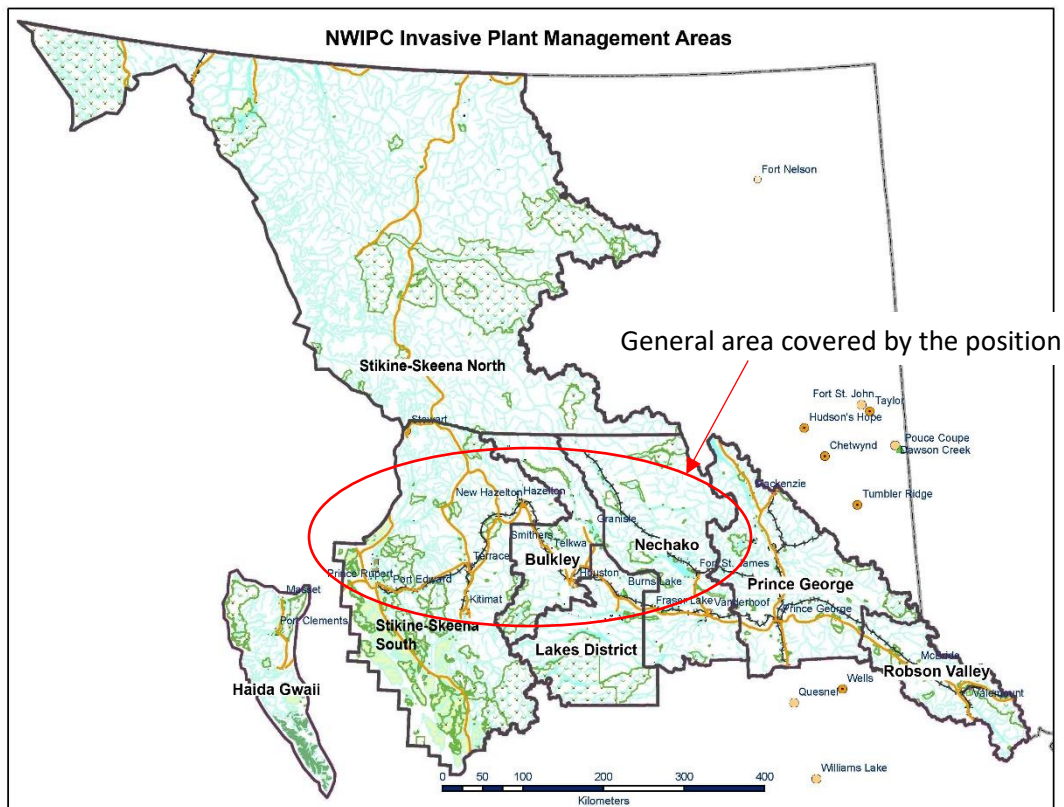 NWIPC Invasive Plant Management Areas
Fort Nelson
General area covered by the position
Stikine-Skeena North
Fort St. John
Taylor
Hudson's Hope
Stewart
Chetwynd
Pouce Coupe
Dawson Creek
Mackenzie
Tumbler Ridge
New Hazelton
Hazelton
Granisle
Smithers
Telkwa
Nechako
Terrace
Bulkley
Houston
Fort St. James
Prince Rupert
Port Edward
Burns Lake
Prince George
Masset
Kitimat
Fraser Lake
Vanderhoof
Prince George
Port Clements
Stikine-Skeena
South
Lakes District
McBride
Robson Valley
Haida Gwaii
Wells
Quesnel
Valemount
Williams Lake
0 50 100 200 300 400
Kilometers